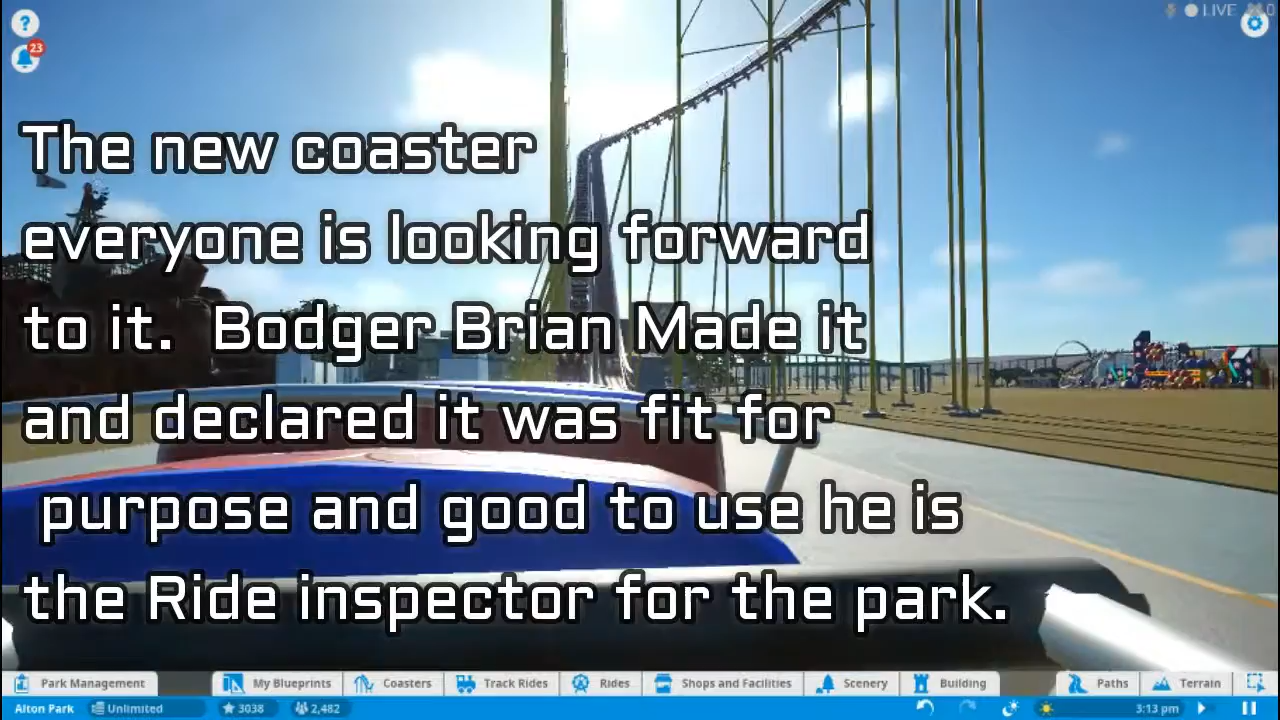 LIVE
23
The new coaster
everyone is looking forward
to it.  Bodger Brian Made it
and declared it was fit for
purpose and good to use he is
the Ride inspector for the park.
Park Management
My Blueprints
Coasters
Track Rides
Rides
Shops and Facilities
Scenery
Building
Paths
Terrain
Alton Park
Unlimited
3038
2,482
3:13 pm